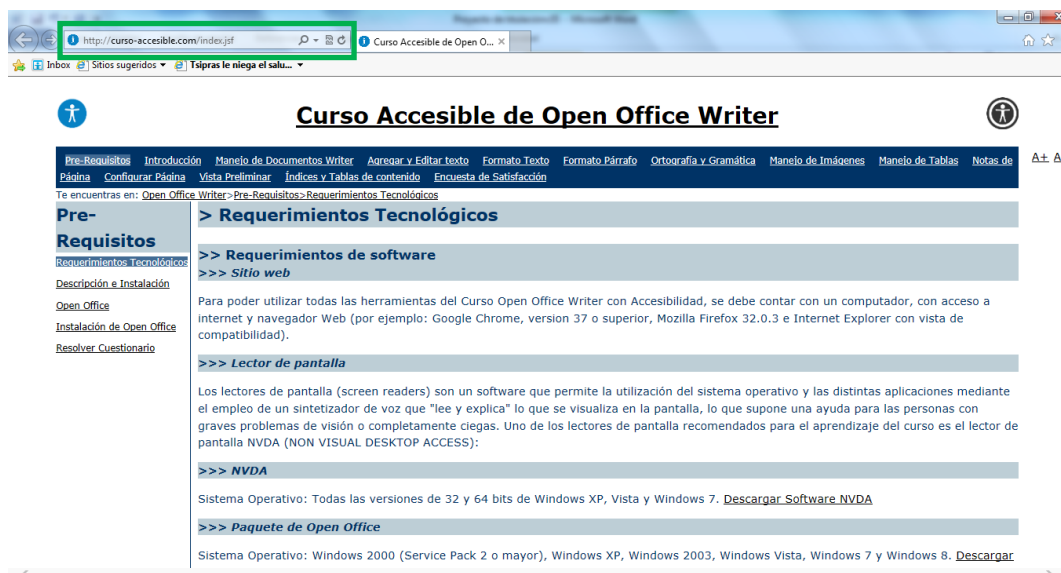 http://curso-accesible.com/index.jsf
Curso Accesible de Open O...
Inbox Sitios sugeridos Tsipras le niega el salu...
Curso Accesible de Open Office Writer
Pre-Requisitos Introducción Manejo de Documentos Writer Agregar y Editar texto Formato Texto Formato Párrafo Ortografía y Gramática Manejo de Imágenes Manejo de Tablas Notas de
Página Configurar Página Vista Preliminar Índices y Tablas de contenido Encuesta de Satisfacción
A+ A
Te encuentras en: Open Office Writer>Pre-Requisitos>Requerimientos Tecnológicos
Pre-
Requisitos
Requerimientos Tecnológicos
Descripción e Instalación
Open Office
Instalación de Open Office
Resolver Cuestionario
> Requerimientos Tecnológicos
>> Requerimientos de software
>>> Sitio web
Para poder utilizar todas las herramientas del Curso Open Office Writer con Accesibilidad, se debe contar con un computador, con acceso a
internet y navegador Web (por ejemplo: Google Chrome, version 37 o superior, Mozilla Firefox 32.0.3 e Internet Explorer con vista de
compatibilidad).
>>> Lector de pantalla
Los lectores de pantalla (screen readers) son un software que permite la utilización del sistema operativo y las distintas aplicaciones mediante
el empleo de un sintetizador de voz que "lee y explica" lo que se visualiza en la pantalla, lo que supone una ayuda para las personas con
graves problemas de visión o completamente ciegas. Uno de los lectores de pantalla recomendados para el aprendizaje del curso es el lector de
pantalla NVDA (NON VISUAL DESKTOP ACCESS):
>>> NVDA
Sistema Operativo: Todas las versiones de 32 y 64 bits de Windows XP, Vista y Windows 7. Descargar Software NVDA
>>> Paquete de Open Office
Sistema Operativo: Windows 2000 (Service Pack 2 o mayor), Windows XP, Windows 2003, Windows Vista, Windows 7 y Windows 8. Descargar